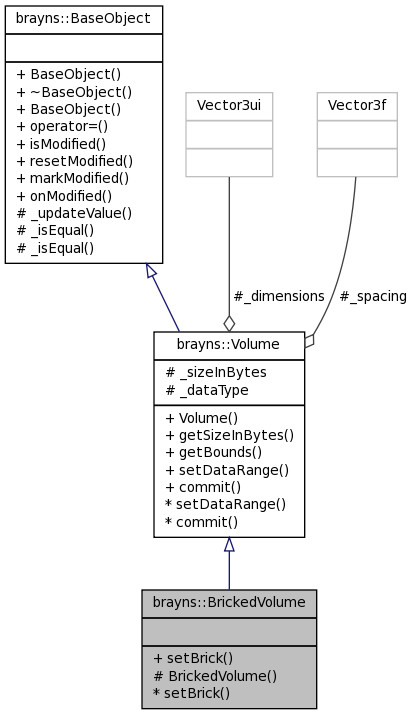 brayns::BaseObject
+ BaseObject()
+ ~BaseObject()
+ BaseObject()
+ operator=()
+ isModified()
+ resetModified()
+ markModified()
+ onModified()
# _updateValue()
# _isEqual()
# _isEqual()
Vector3ui
Vector3f
#_dimensions
#_spacing
brayns::Volume
# _sizeInBytes
# _dataType
+ Volume()
+ getSizeInBytes()
+ getBounds()
+ setDataRange()
+ commit()
* setDataRange()
* commit()
brayns::BrickedVolume
+ setBrick()
# BrickedVolume()
* setBrick()